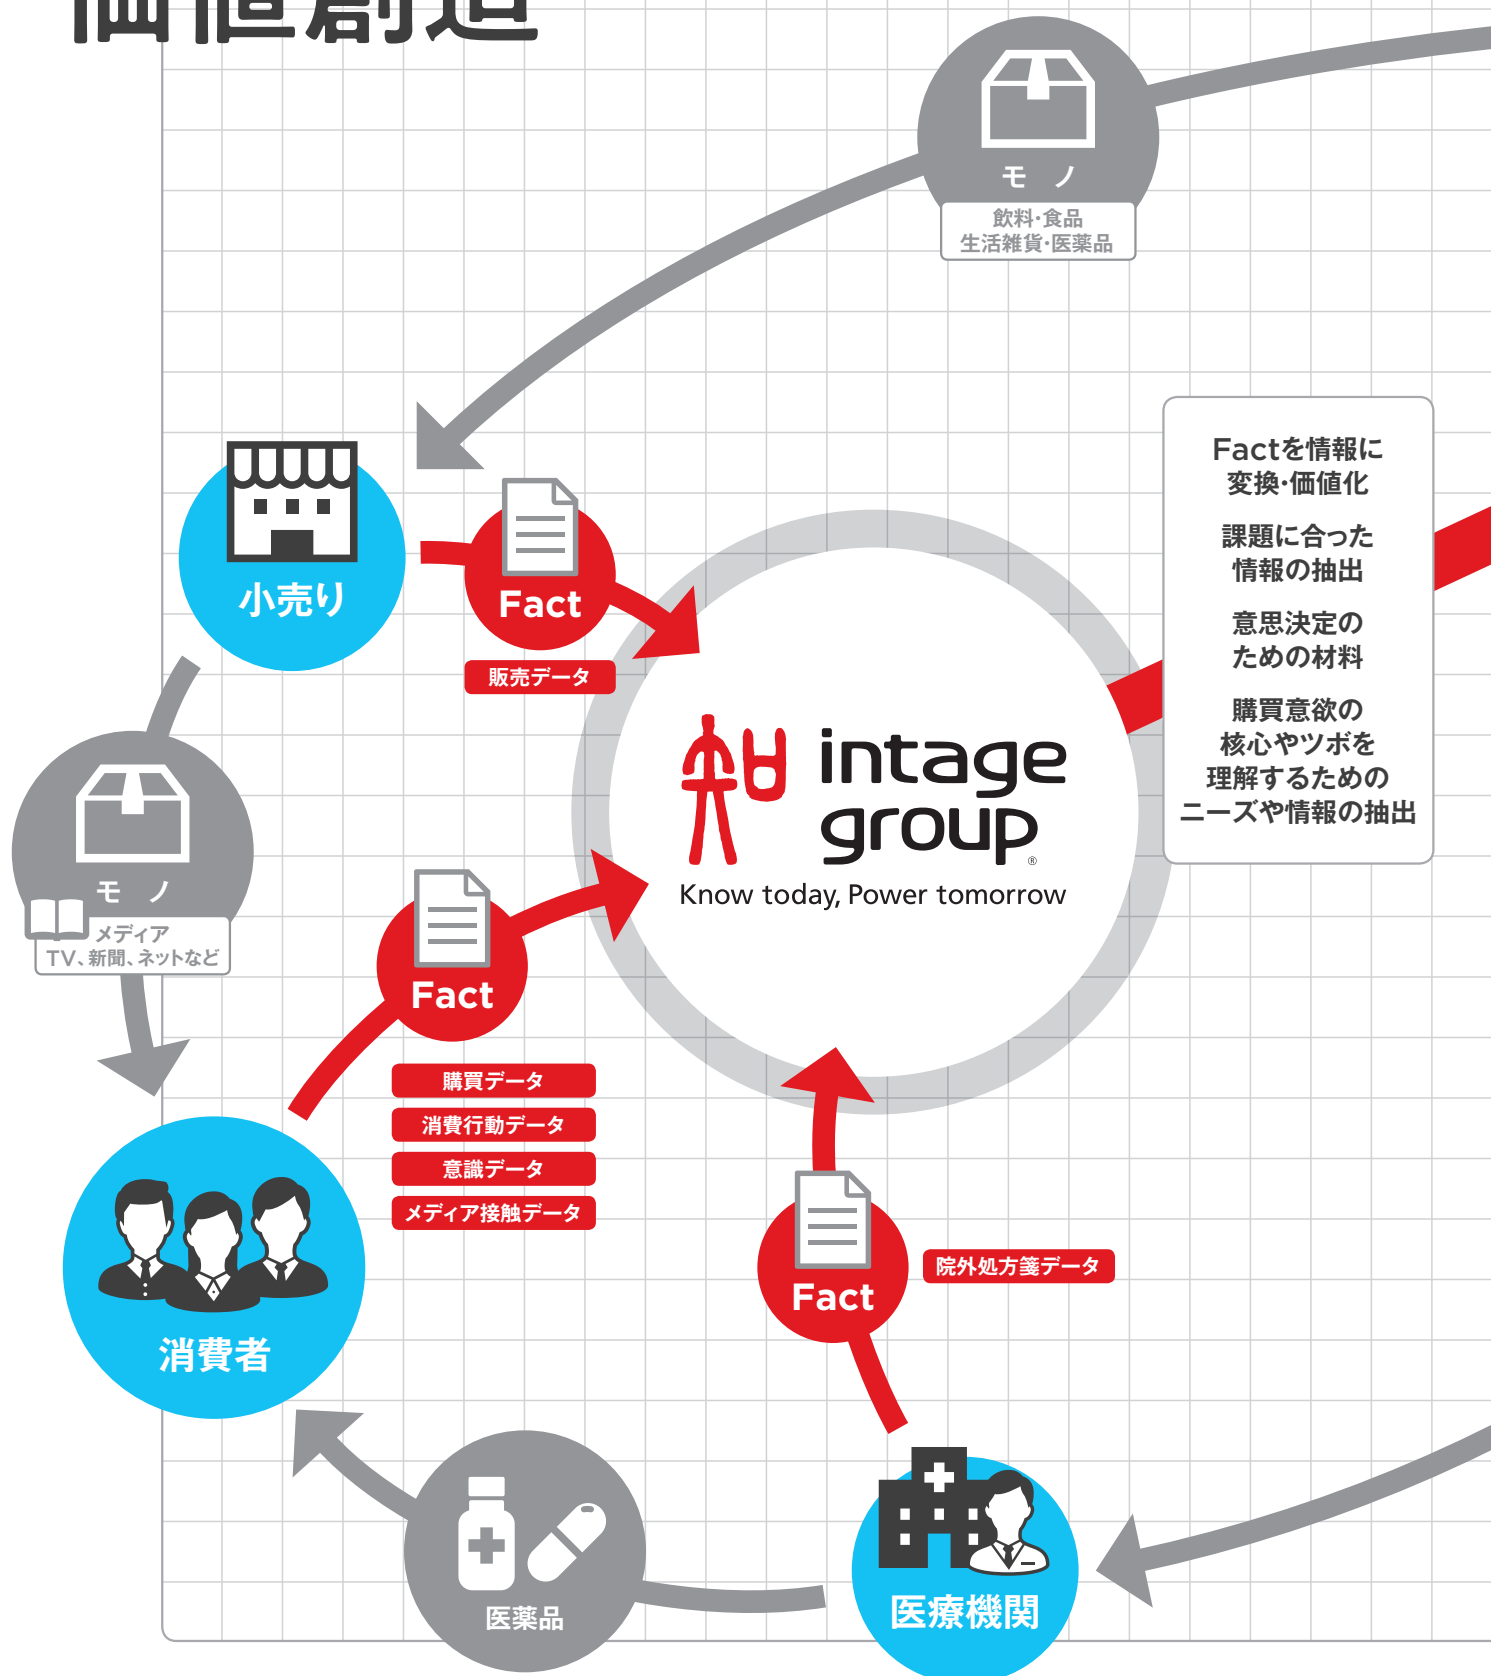 価値創造
モノ
飲料・食品
生活雑貨・医薬品
小売り
Fact
販売データ
Factを情報に
変換・価値化
課題に合った
情報の抽出
意思決定の
ための材料
購買意欲の
核心やツボを
理解するための
ニーズや情報の抽出
intage
group®
Know today, Power tomorrow
モノ
メディア
TV、新聞、ネットなど
Fact
購買データ
消費行動データ
意識データ
メディア接触データ
消費者
Fact
院外処方箋データ
医薬品
医療機関